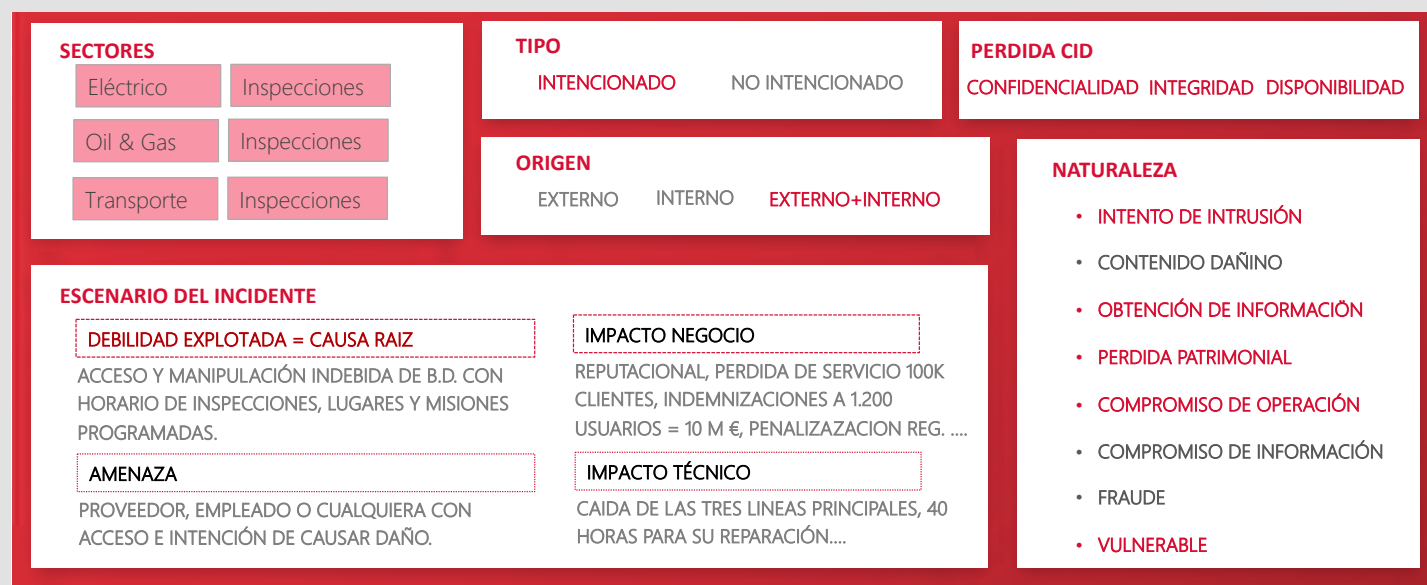 SECTORES
Eléctrico
Inspecciones
Oil & Gas
Inspecciones
Transporte
Inspecciones
TIPO
INTENCIONADO
NO INTENCIONADO
PERDIDA CID
CONFIDENCIALIDAD INTEGRIDAD DISPONIBILIDAD
ORIGEN
EXTERNO
INTERNO
EXTERNO+INTERNO
NATURALEZA
• INTENTO DE INTRUSIÓN
• CONTENIDO DAÑINO
• OBTENCIÓN DE INFORMACIÖN
• PERDIDA PATRIMONIAL
• COMPROMISO DE OPERACIÓN
• COMPROMISO DE INFORMACIÓN
• FRAUDE
• VULNERABLE
ESCENARIO DEL INCIDENTE
DEBILIDAD EXPLOTADA = CAUSA RAIZ
ACCESO Y MANIPULACIÓN INDEBIDA DE B.D. CON
HORARIO DE INSPECCIONES, LUGARES Y MISIONES
PROGRAMADAS.
AMENAZA
PROVEEDOR, EMPLEADO O CUALQUIERA CON
ACCESO E INTENCIÓN DE CAUSAR DAÑO.
IMPACTO NEGOCIO
REPUTACIONAL, PERDIDA DE SERVICIO 100K
CLIENTES, INDEMNIZACIONES A 1.200
USUARIOS = 10 M €, PENALIZAZACION REG. ....
IMPACTO TÉCNICO
CAIDA DE LAS TRES LINEAS PRINCIPALES, 40
HORAS PARA SU REPARACIÓN....